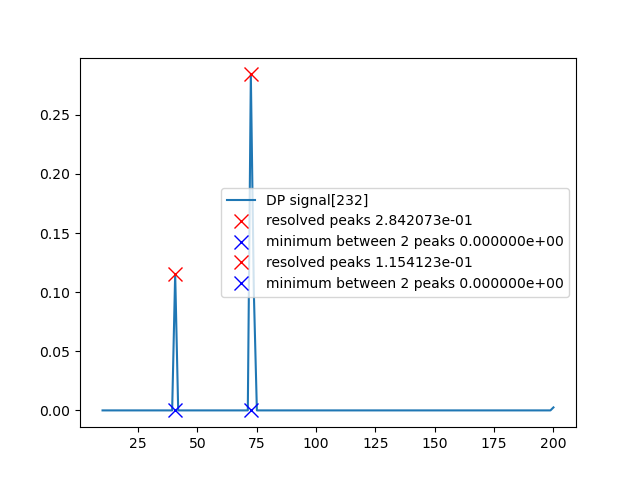 0.25
0.20
0.15
0.10
0.05
0.00
DP signal[232]
resolved peaks 2.842073e-01
minimum between 2 peaks 0.000000e+00
resolved peaks 1.154123e-01
minimum between 2 peaks 0.000000e+00
25 50 75 100 125 150 175 200